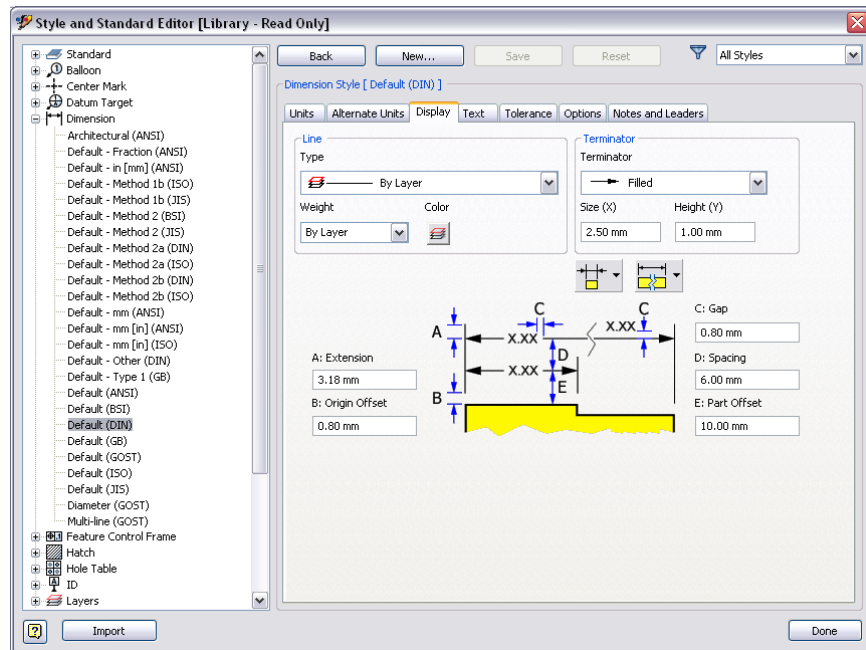 Style and Standard Editor [Library - Read Only]
Back
New...
Save
Reset
All Styles
Standard
Balloon
Center Mark
Datum Target
Dimension
Architectural (ANSI)
Default - Fraction (ANSI)
Default - in [mm] (ANSI)
Default - Method 1b (ISO)
Default - Method 1b (JIS)
Default - Method 2 (BSI)
Default - Method 2 (JIS)
Default - Method 2a (DIN)
Default - Method 2a (ISO)
Default - Method 2b (DIN)
Default - Method 2b (ISO)
Default - mm (ANSI)
Default - mm [in] (ANSI)
Default - mm [in] (ISO)
Default - Other (DIN)
Default - Type 1 (GB)
Default (ANSI)
Default (BSI)
Default (DIN)
Default (GB)
Default (GOST)
Default (ISO)
Default (JIS)
Diameter (GOST)
Multi-line (GOST)
Feature Control Frame
Hatch
Hole Table
ID
Layers
Dimension Style [ Default (DIN) ]
Units Alternate Units Display Text Tolerance Options Notes and Leaders
Line
Type
By Layer
Weight Color
By Layer
Terminator
Terminator
Filled
Size (X) Height (Y)
2.50 mm 1.00 mm
A: Extension
3.18 mm
B: Origin Offset
0.80 mm
C C
A X.XX X.XX
D
X.XX
E
B
C: Gap
0.80 mm
D: Spacing
6.00 mm
E: Part Offset
10.00 mm
Import
Done